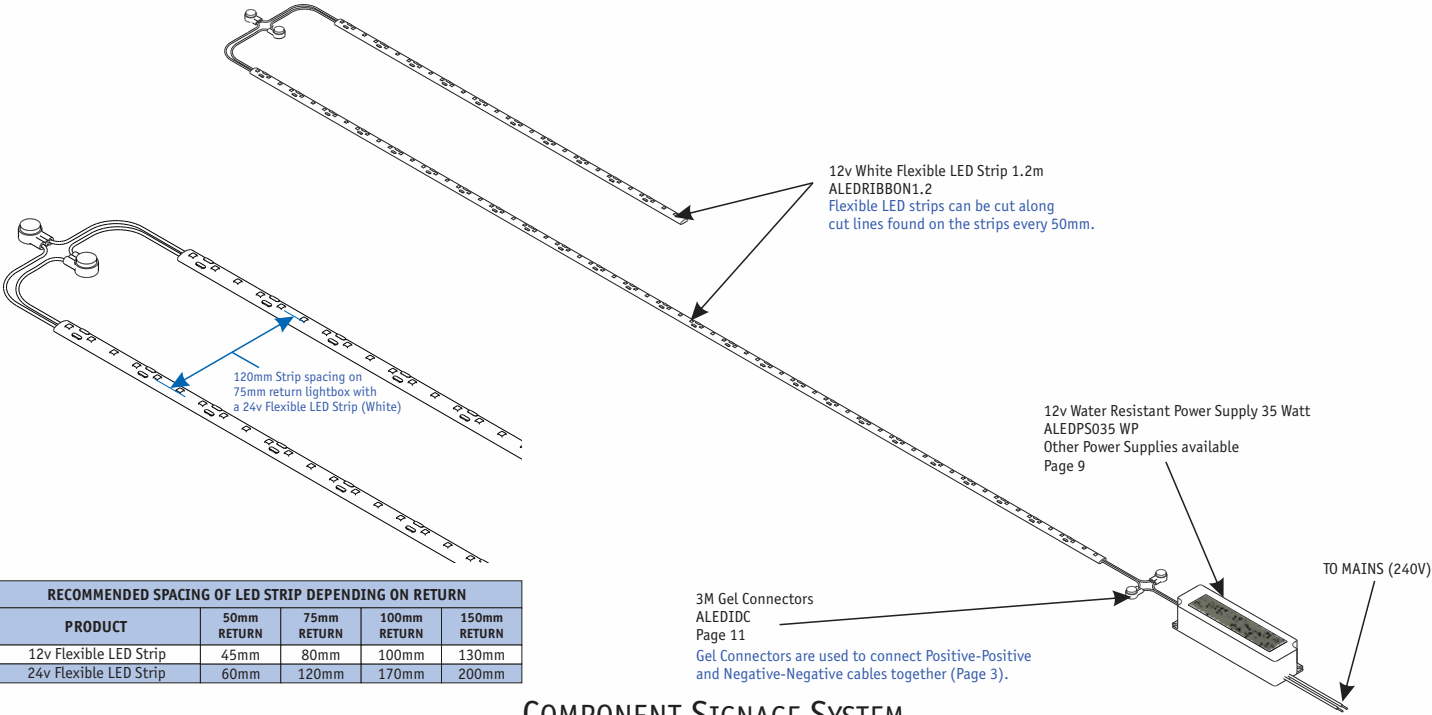 12v White Flexible LED Strip 1.2m
ALEDRIBBON1.2
Flexible LED strips can be cut along
cut lines found on the strips every 50mm.
120mm Strip spacing on
75mm return lightbox with
a 24v Flexible LED Strip (White)
12v Water Resistant Power Supply 35 Watt
ALEDPS035 WP
Other Power Supplies available
Page 9
TO MAINS (240V)
3M Gel Connectors
ALEDIDC
Page 11
Gel Connectors are used to connect Positive-Positive
and Negative-Negative cables together (Page 3).
RECOMMENDED SPACING OF LED STRIP DEPENDING ON RETURN
PRODUCT 50mm RETURN 75mm RETURN 100mm RETURN 150mm RETURN
12v Flexible LED Strip 45mm 80mm 100mm 130mm
24v Flexible LED Strip 60mm 120mm 170mm 200mm
COMPONENT SIGNAGE SYSTEM